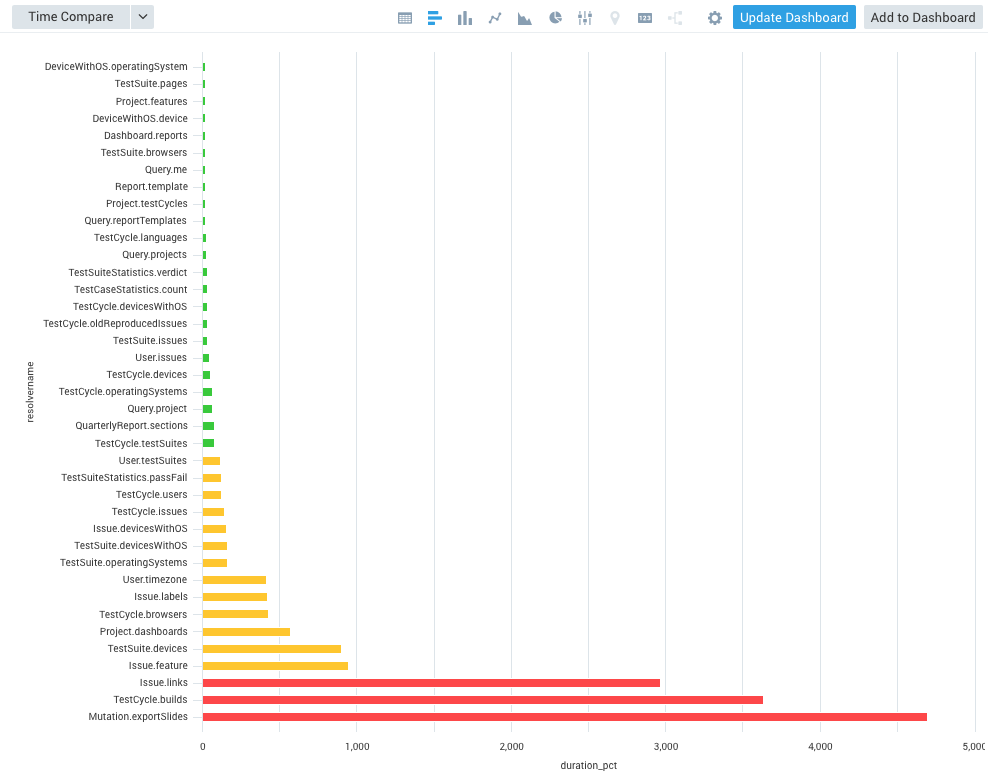 Time Compare
123
Update Dashboard
Add to Dashboard
DeviceWithOS.operatingSystem
TestSuite.pages
Project.features
DeviceWithOS.device
Dashboard.reports
TestSuite.browsers
Query.me
Report.template
Project.testCycles
Query.reportTemplates
TestCycle.languages
Query.projects
TestSuiteStatistics.verdict
TestCaseStatistics.count
TestCycle.devicesWithOS
TestCycle.oldReproducedIssues
TestSuite.issues
User.issues
TestCycle.devices
TestCycle.operatingSystems
Query.project
QuarterlyReport.sections
TestCycle.testSuites
User.testSuites
TestSuiteStatistics.passFail
TestCycle.users
TestCycle.issues
Issue.devicesWithOS
TestSuite.devicesWithOS
TestSuite.operatingSystems
User.timezone
Issue.labels
TestCycle.browsers
Project.dashboards
TestSuite.devices
Issue.feature
Issue.links
TestCycle.builds
Mutation.exportSlides
resolvername
0 1,000 2,000 3,000 4,000 5,000
duration_pct